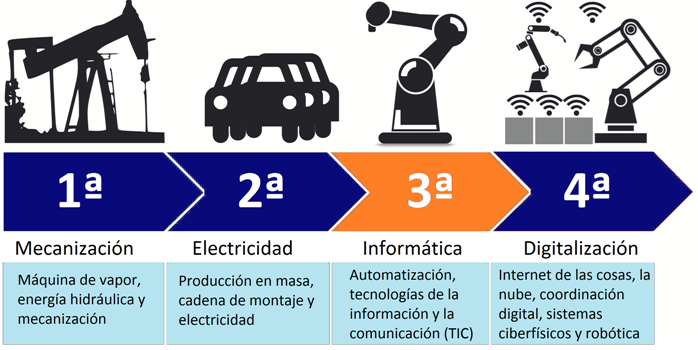 1ª
2ª
3ª
4ª
Mecanización
Electricidad
Informática
Digitalización
Máquina de vapor,
energía hidráulica y
mecanización
Producción en masa,
cadena de montaje y
electricidad
Automatización,
tecnologías de la
información y la
comunicación (TIC)
Internet de las cosas, la
nube, coordinación
digital, sistemas
ciberfísicos y robótica